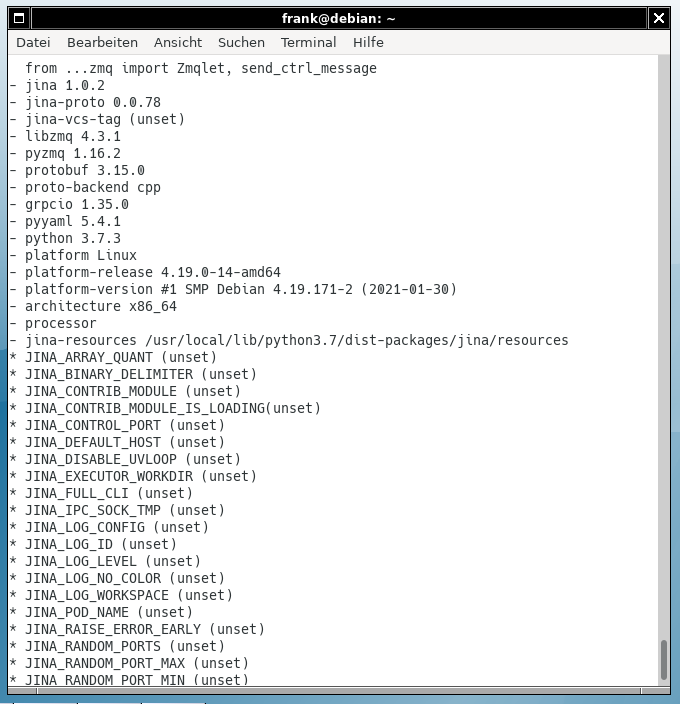 frank@debian: ~
Datei Bearbeiten Ansicht Suchen Terminal Hilfe
from ...zmq import Zmqlet, send_ctrl_message
- jina 1.0.2
- jina-proto 0.0.78
- jina-vcs-tag (unset)
- libzmq 4.3.1
- pyzmq 1.16.2
- protobuf 3.15.0
- proto-backend cpp
- grpcio 1.35.0
- pyyaml 5.4.1
- python 3.7.3
- platform Linux
- platform-release 4.19.0-14-amd64
- platform-version #1 SMP Debian 4.19.171-2 (2021-01-30)
- architecture x86_64
- processor
- jina-resources /usr/local/lib/python3.7/dist-packages/jina/resources
* JINA_ARRAY_QUANT (unset)
* JINA_BINARY_DELIMITER (unset)
* JINA_CONTRIB_MODULE (unset)
* JINA_CONTRIB_MODULE_IS_LOADING(unset)
* JINA_CONTROL_PORT (unset)
* JINA_DEFAULT_HOST (unset)
* JINA_DISABLE_UVLOOP (unset)
* JINA_EXECUTOR_WORKDIR (unset)
* JINA_FULL_CLI (unset)
* JINA_IPC_SOCK_TMP (unset)
* JINA_LOG_CONFIG (unset)
* JINA_LOG_ID (unset)
* JINA_LOG_LEVEL (unset)
* JINA_LOG_NO_COLOR (unset)
* JINA_LOG_WORKSPACE (unset)
* JINA_POD_NAME (unset)
* JINA_RAISE_ERROR_EARLY (unset)
* JINA_RANDOM_PORTS (unset)
* JINA_RANDOM_PORT_MAX (unset)
* JINA_RANDOM_PORT_MIN (unset)